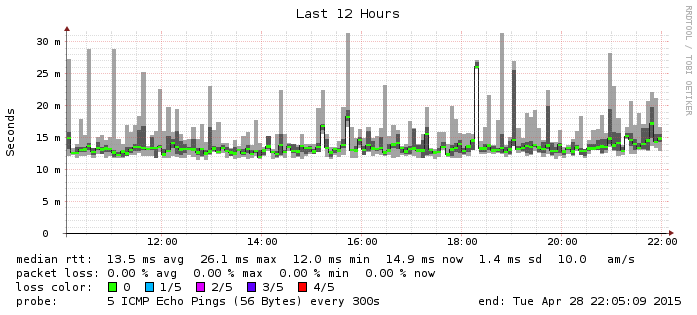 Last 12 Hours
RRDTOOL / TOBI OETIKER
Seconds
30 m
25 m
20 m
15 m
10 m
5 m
0
12:00 14:00 16:00 18:00 20:00 22:00
median rtt: 13.5 ms avg 26.1 ms max 12.0 ms min 14.9 ms now 1.4 ms sd 10.0 am/s
packet loss: 0.00 % avg 0.00 % max 0.00 % min 0.00 % now
loss color: 0 1/5 2/5 3/5 4/5
probe: 5 ICMP Echo Pings (56 Bytes) every 300s end: Tue Apr 28 22:05:09 2015